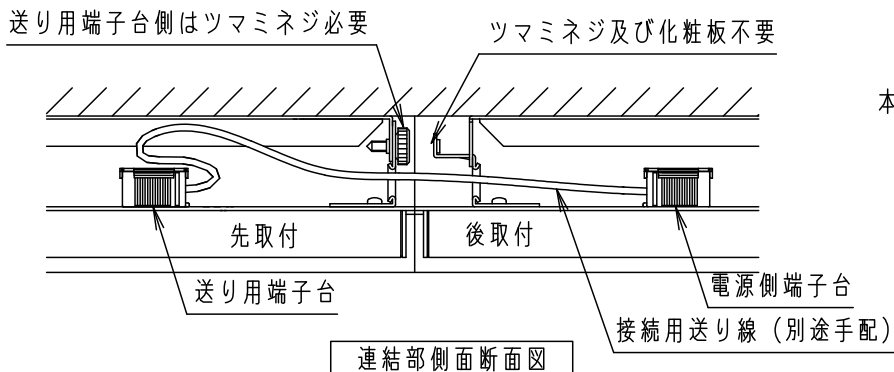 送り用端子台側はツマミネジ必要
ツマミネジ及び化粧板不要
本
先取付
後取付
送り用端子台
電源側端子台
接続用送り線（別途手配）
連結部側面断面図